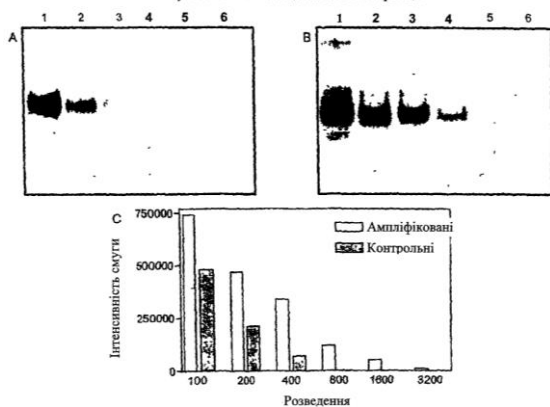 1 2 3 4 5 6
A
1 2 3 4 5 6
B
C
750000
500000
250000
0
Ампліфіковані
Контрольні
Інтенсивність смуги
100 200 400 800 1600 3200
Розведення